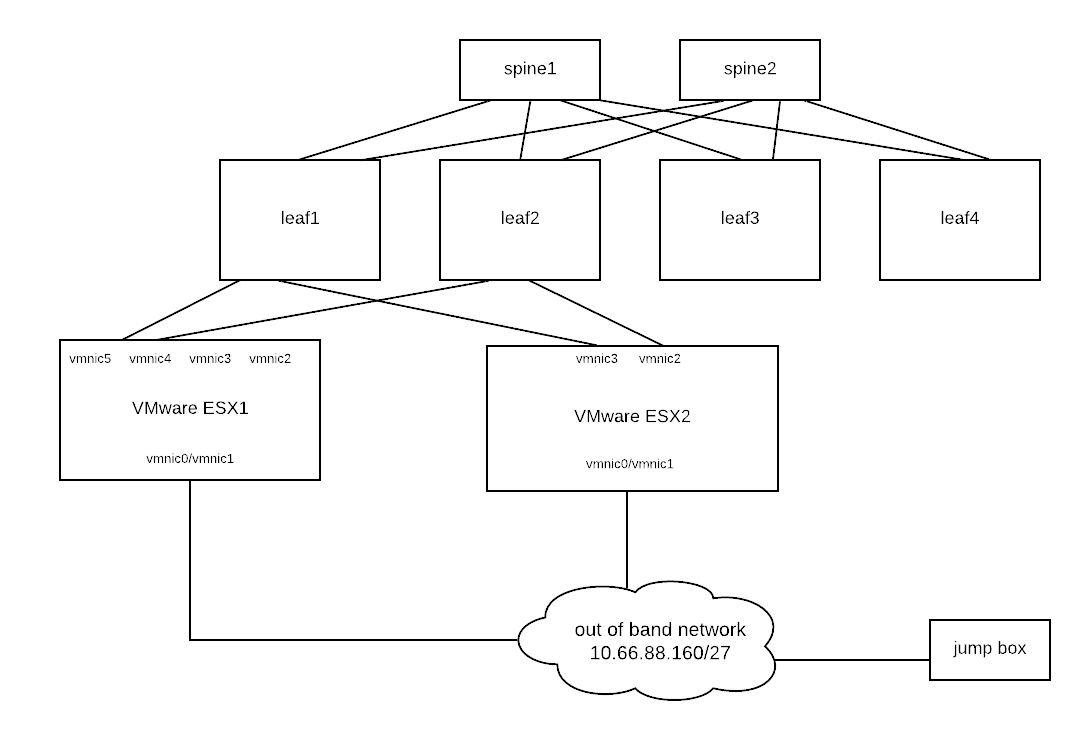 spine1
spine2
leaf1
leaf2
leaf3
leaf4
vmnic5 vmnic4 vmnic3 vmnic2
VMware ESX1
vmnic0/vmnic1
vmnic3 vmnic2
VMware ESX2
vmnic0/vmnic1
out of band network
10.66.88.160/27
jump box